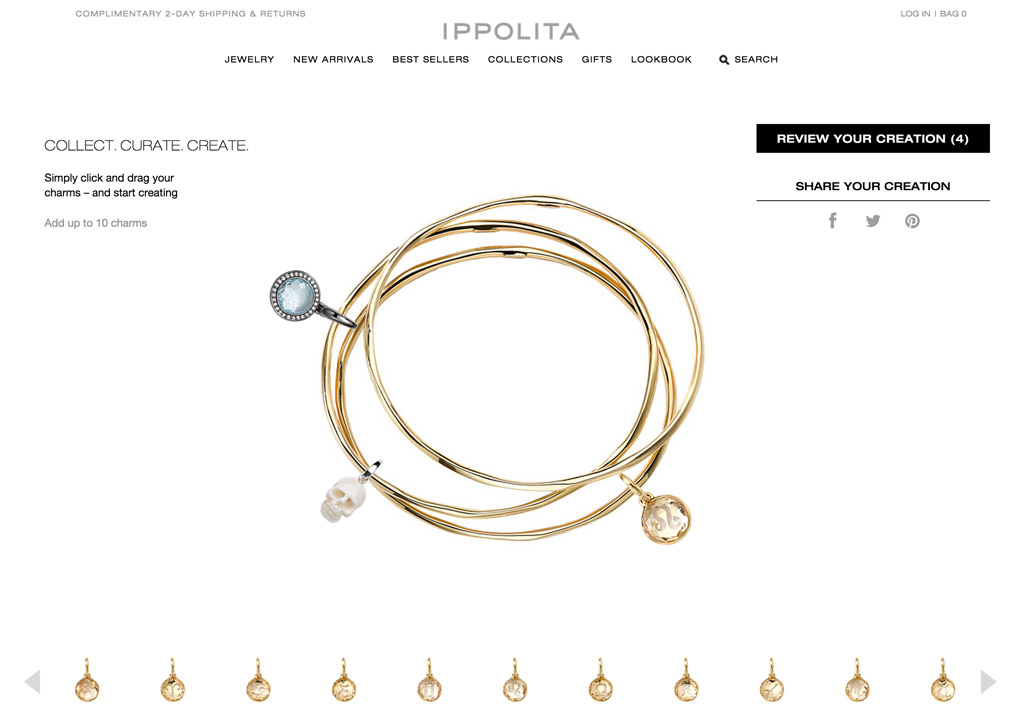 COMPLIMENTARY 2-DAY SHIPPING & RETURNS
LOG IN | BAG 0
IPPOLITA
JEWELRY NEW ARRIVALS BEST SELLERS COLLECTIONS GIFTS LOOKBOOK SEARCH
COLLECT. CURATE. CREATE.
Simply click and drag your
charms – and start creating
Add up to 10 charms
REVIEW YOUR CREATION (4)
SHARE YOUR CREATION